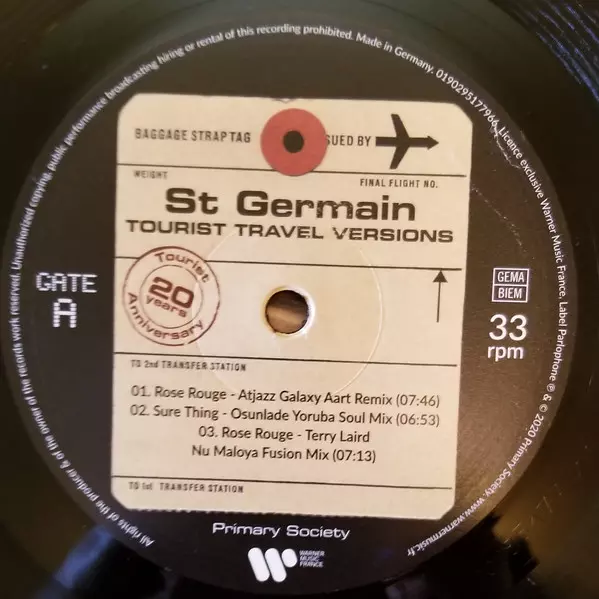 All rights of the producer & of the owner of the records work reserved. Unauthorized copying, public performance broadcasting hiring or rental of this recording prohibited. Made in Germany. 0190295177966. Licence exclusive Warner Music France, Label Parlophone ℗ & © 2020 Primary Society. www.warnermusic.fr
BAGGAGE STRAP TAG
SUED BY
WEIGHT
FINAL FLIGHT NO.
St Germain
TOURIST TRAVEL VERSIONS
Tourist
20
years
Anniversary
GATE
A
GEMA
BIEM
33
rpm
TO 2nd TRANSFER STATION
01. Rose Rouge - Atjazz Galaxy Aart Remix (07:46)
02. Sure Thing - Osunlade Yoruba Soul Mix (06:53)
03. Rose Rouge - Terry Laird
Nu Maloya Fusion Mix (07:13)
TO 1st TRANSFER STATION
Primary Society
WARNER
MUSIC
FRANCE